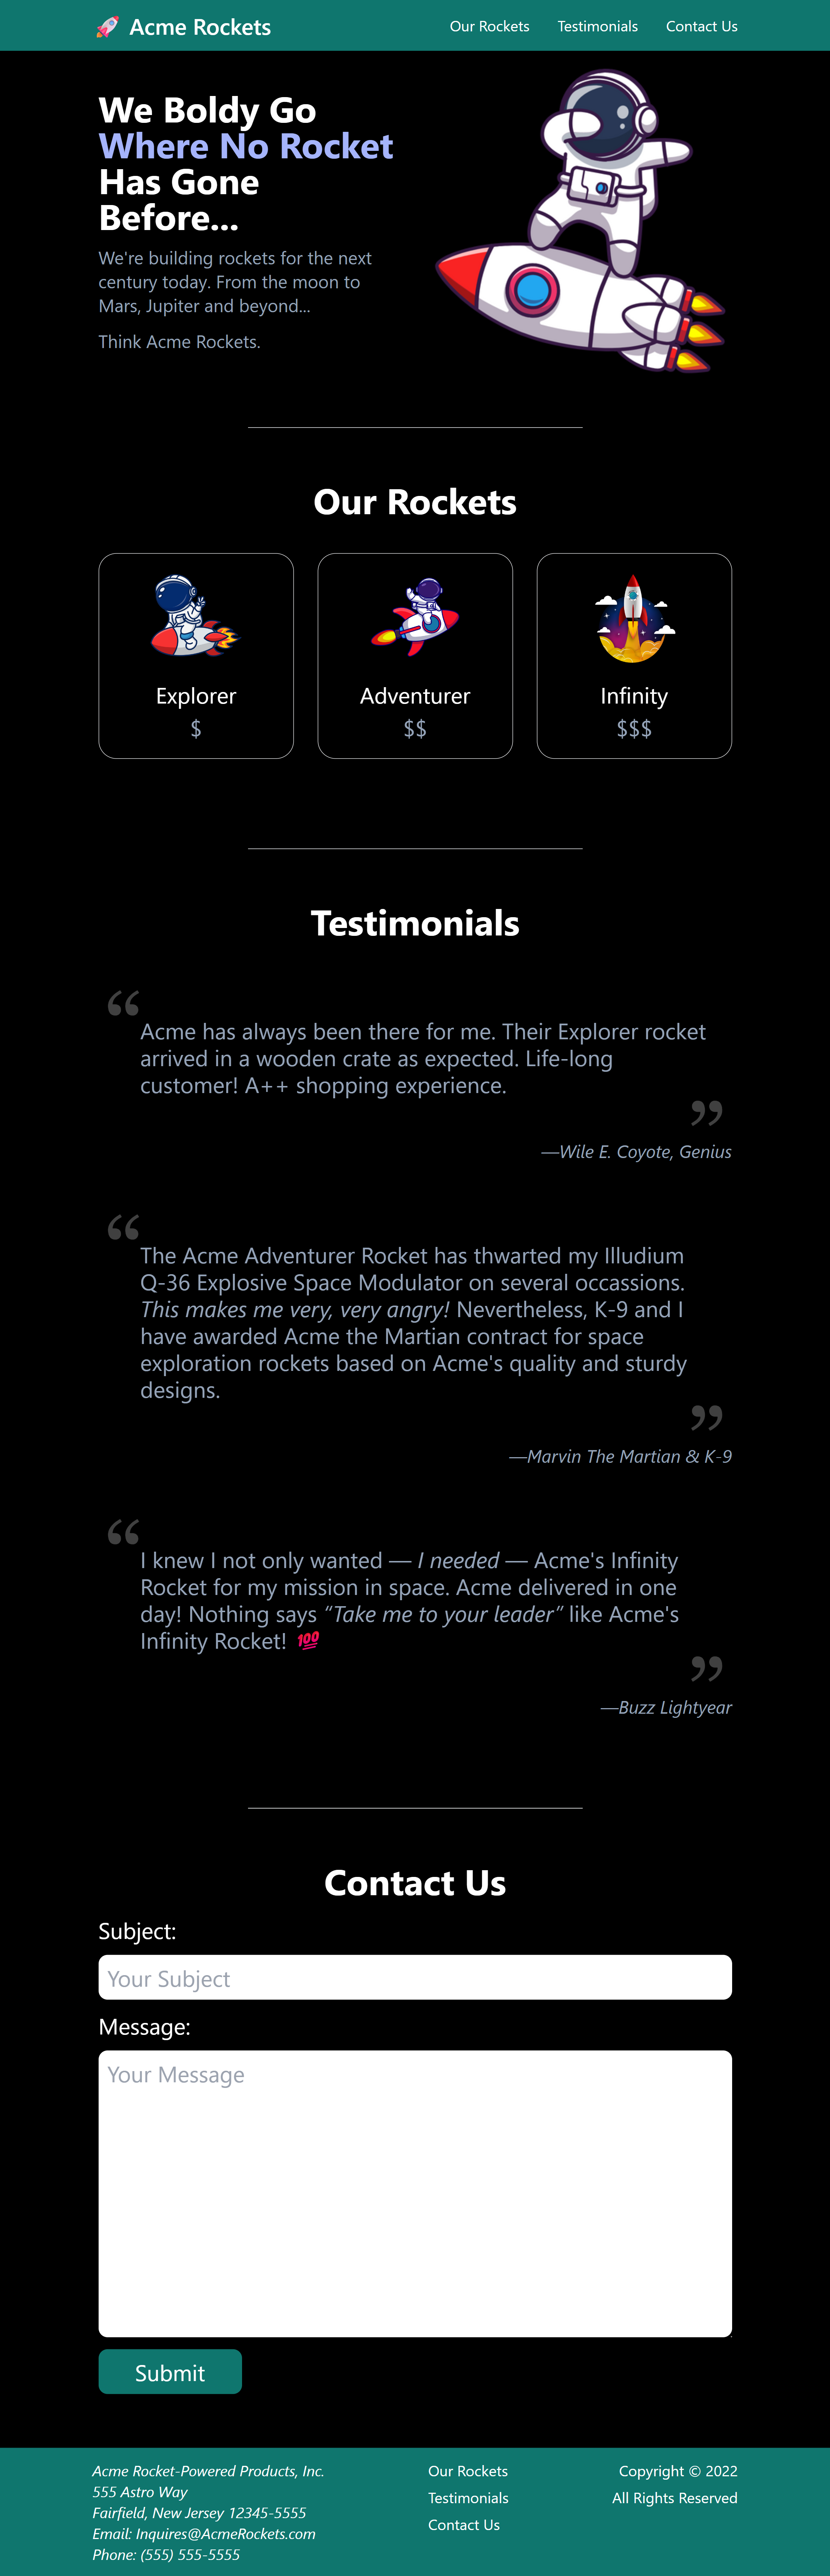 🚀 Acme Rockets
Our Rockets Testimonials Contact Us
We Boldy Go
Where No Rocket
Has Gone
Before...
We're building rockets for the next
century today. From the moon to
Mars, Jupiter and beyond...
Think Acme Rockets.
Our Rockets
Explorer
$
Adventurer
$$
Infinity
$$$
Testimonials
“
Acme has always been there for me. Their Explorer rocket
arrived in a wooden crate as expected. Life-long
customer! A++ shopping experience.
”
—Wile E. Coyote, Genius
“
The Acme Adventurer Rocket has thwarted my Illudium
Q-36 Explosive Space Modulator on several occassions.
This makes me very, very angry! Nevertheless, K-9 and I
have awarded Acme the Martian contract for space
exploration rockets based on Acme's quality and sturdy
designs.
”
—Marvin The Martian & K-9
“
I knew I not only wanted — I needed — Acme's Infinity
Rocket for my mission in space. Acme delivered in one
day! Nothing says “Take me to your leader” like Acme's
Infinity Rocket! 💯
”
—Buzz Lightyear
Contact Us
Subject:
Your Subject
Message:
Your Message
Submit
Acme Rocket-Powered Products, Inc.
555 Astro Way
Fairfield, New Jersey 12345-5555
Email: Inquires@AcmeRockets.com
Phone: (555) 555-5555
Our Rockets
Testimonials
Contact Us
Copyright © 2022
All Rights Reserved